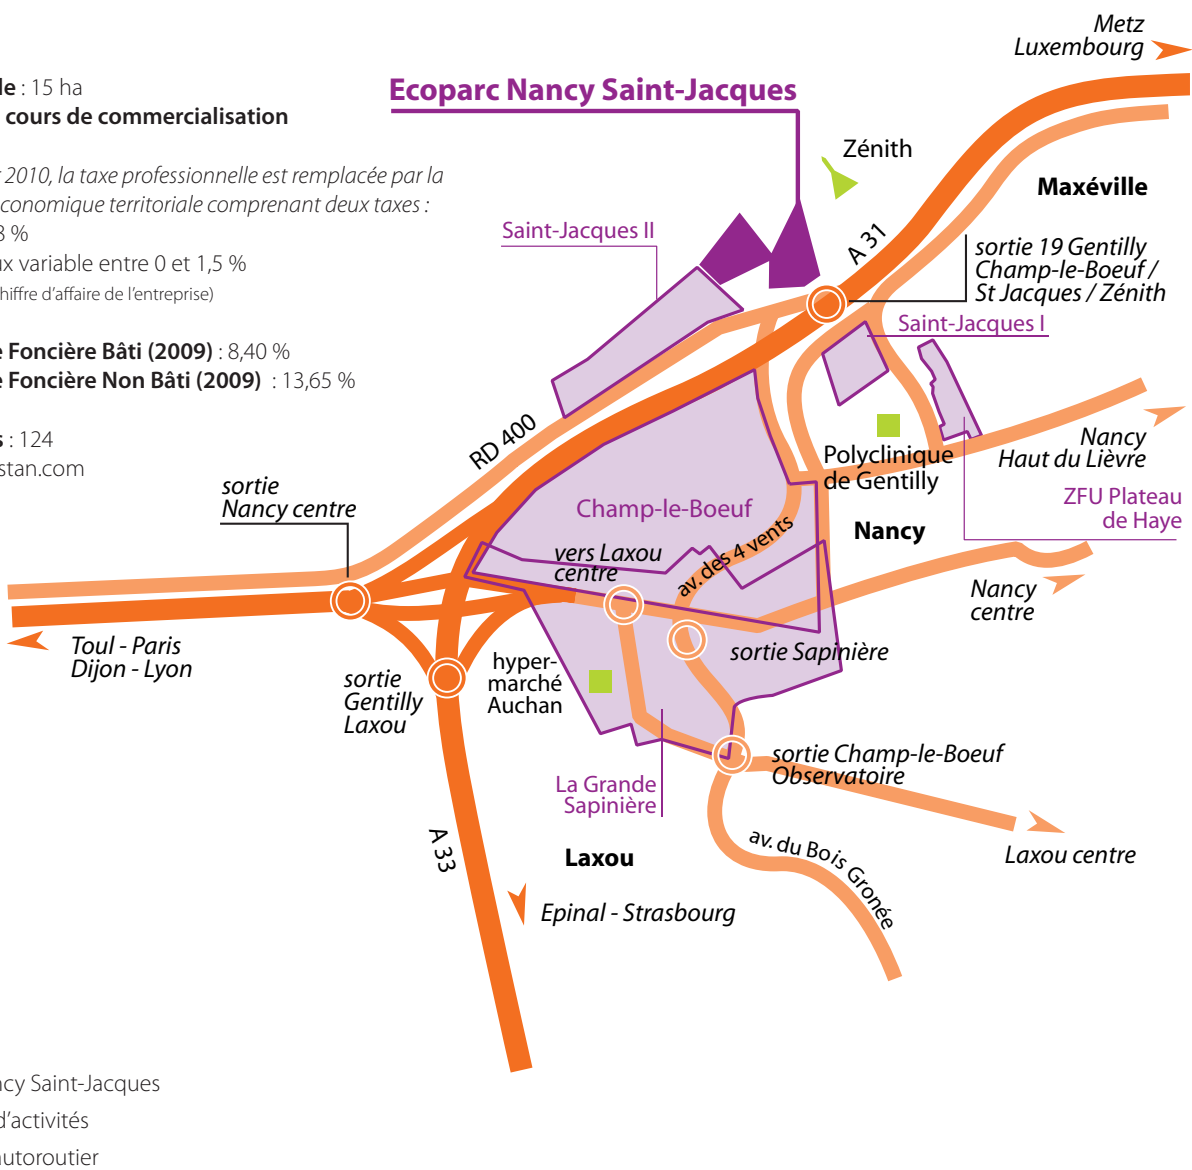 Metz
Luxembourg
le : 15 ha
cours de commercialisation
Ecoparc Nancy Saint-Jacques
2010, la taxe professionnelle est remplacée par la
économique territoriale comprenant deux taxes :
8 %
ux variable entre 0 et 1,5 %
hiffre d’affaire de l’entreprise)
e Foncière Bâti (2009) : 8,40 %
e Foncière Non Bâti (2009) : 13,65 %
s : 124
stan.com
Zénith
Maxéville
Saint-Jacques II
A 31
sortie 19 Gentilly
Champ-le-Boeuf /
St Jacques / Zénith
Saint-Jacques I
RD 400
Polyclinique
de Gentilly
Nancy
Haut du Lièvre
ZFU Plateau
de Haye
sortie
Nancy centre
Champ-le-Boeuf
Nancy
vers Laxou
centre
av. des 4 vents
Nancy
centre
Toul - Paris
Dijon - Lyon
sortie
Gentilly
Laxou
hyper-
marché
Auchan
sortie Sapinière
La Grande
Sapinière
sortie Champ-le-Boeuf
Observatoire
A 33
Laxou
av. du Bois Gronée
Laxou centre
Epinal - Strasbourg
ncy Saint-Jacques
d’activités
utoroutier